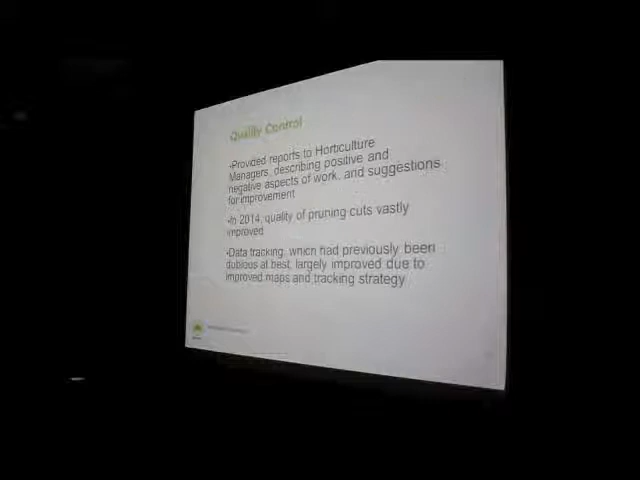 Quality Control
•Provided reports to Horticulture
Managers, describing positive and
negative aspects of work, and suggestions
for improvement
•In 2014, quality of pruning cuts vastly
improved
•Data tracking, which had previously been
dubious at best, largely improved due to
improved maps and tracking strategy